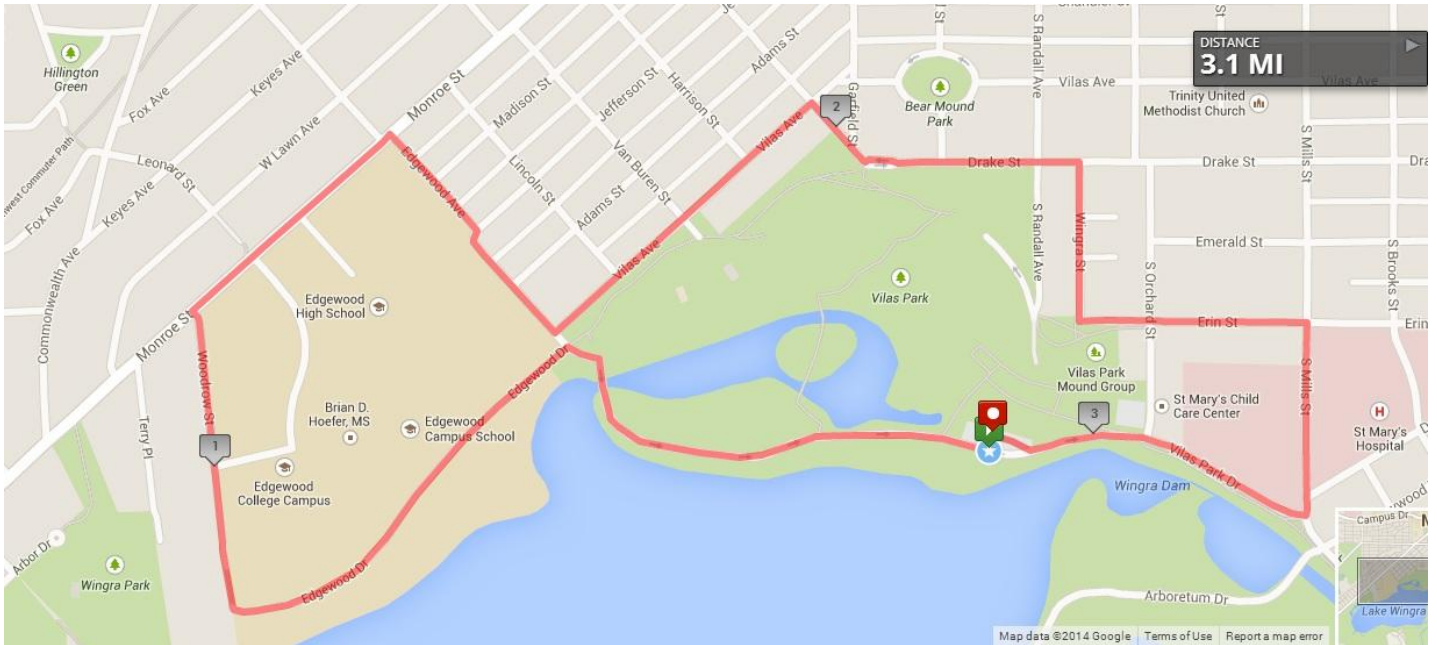 DISTANCE
3.1 MI
Hillington
Green
Fox Ave
Keyes Ave
Monroe St
Madison St
Jefferson St
Harrison St
Adams St
Garfield St
S Randall Ave
Vilas Ave
Vilas Ave
Bear Mound
Park
Trinity United
Methodist Church
S Mills St
2
Vilas Ave
Leonard St
W Lawn Ave
Edgewood Ave
Lincoln St
Van Buren St
Drake St
Drake St
Fox Ave
Keyes Ave
Adams St
S Randall Ave
Wingra St
Emerald St
Vilas Ave
S Orchard St
S Brooks St
Commonwealth Ave
Edgewood
High School
Vilas Park
Monroe St
Erin St
Erin
Woodrow St
Edgewood Dr
Vilas Park
Mound Group
S Mills St
Terry Pl
Brian D.
Hoefer, MS
Edgewood
Campus School
St Mary's Child
Care Center
3
St Mary's
Hospital
1
H
Edgewood
College Campus
Vilas Park Dr
Wingra Dam
Arbor Dr
Wingra Park
Edgewood Dr
Arboretum Dr
Campus Dr
Lake Wingra
Map data ©2014 Google
Terms of Use
Report a map error